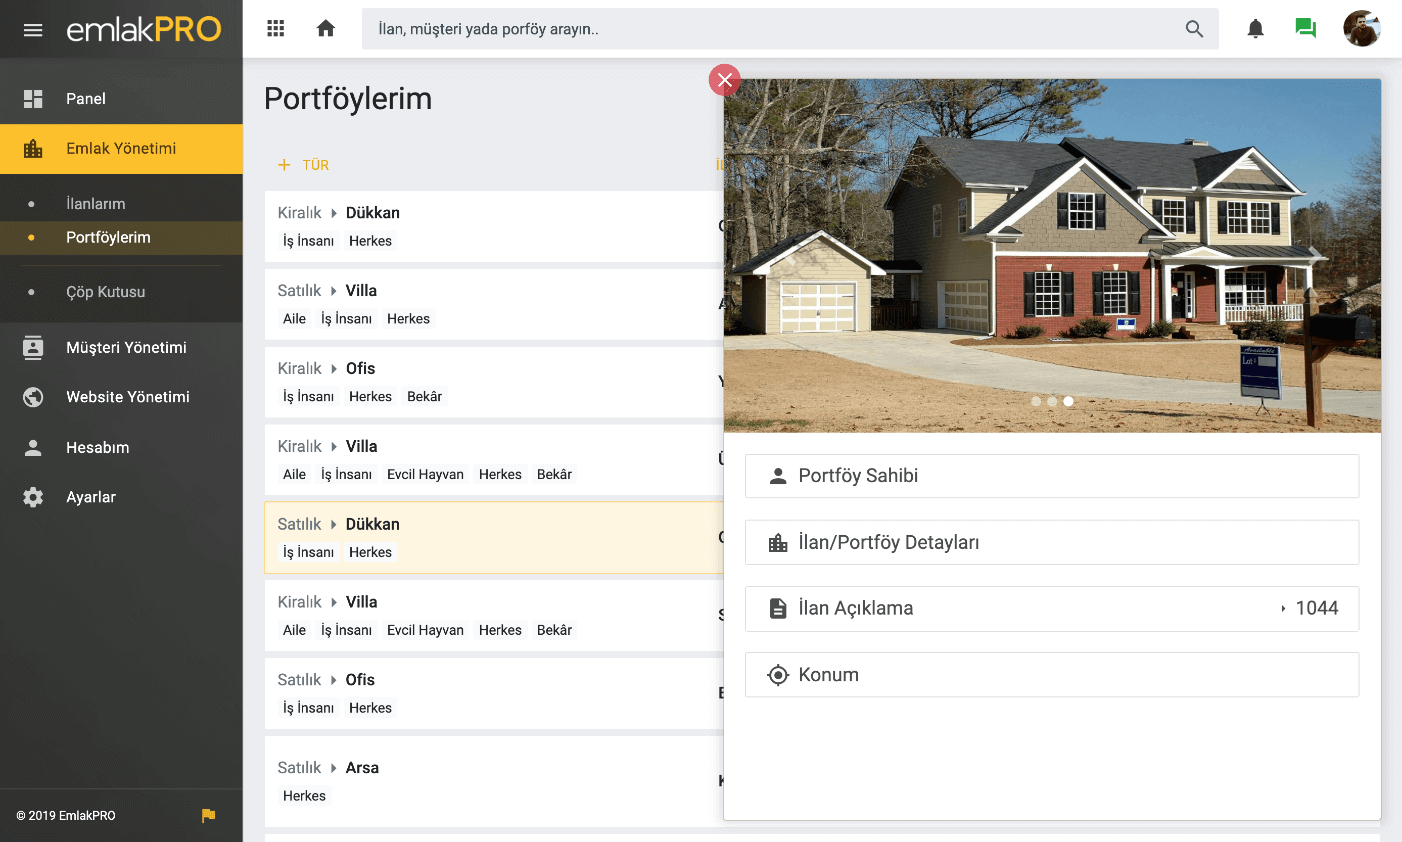 emlakPRO
İlan, müşteri yada porföy arayın..
Panel
Emlak Yönetimi
İlanlarım
Portföylerim
Çöp Kutusu
Müşteri Yönetimi
Website Yönetimi
Hesabım
Ayarlar
© 2019 EmlakPRO
Portföylerim
+ TÜR
Kiralık Dükkan
İş İnsanı Herkes
Satılık Villa
Aile İş İnsanı Herkes
Kiralık Ofis
İş İnsanı Herkes Bekâr
Kiralık Villa
Aile İş İnsanı Evcil Hayvan Herkes Bekâr
Satılık Dükkan
İş İnsanı Herkes
Kiralık Villa
Aile İş İnsanı Evcil Hayvan Herkes Bekâr
Satılık Ofis
İş İnsanı Herkes
Satılık Arsa
Herkes
Available
Lot
Portföy Sahibi
İlan/Portföy Detayları
İlan Açıklama 1044
Konum